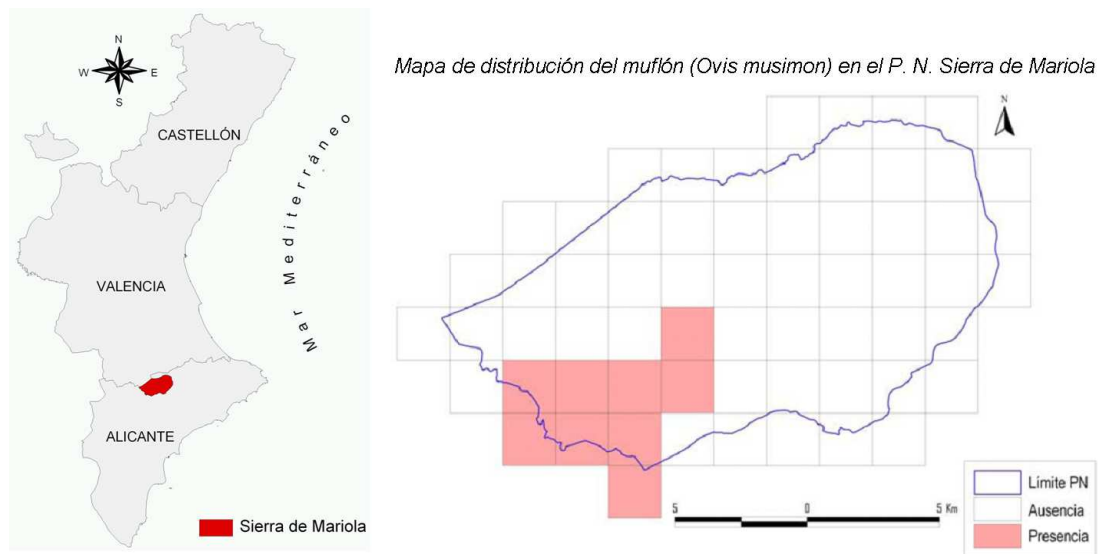 N
W E
S
CASTELLÓN
Mar Mediterráneo
VALENCIA
ALICANTE
Sierra de Mariola
Mapa de distribución del muflón (Ovis musimon) en el P. N. Sierra de Mariola
N
5 0 5 Km
Límite PN
Ausencia
Presencia